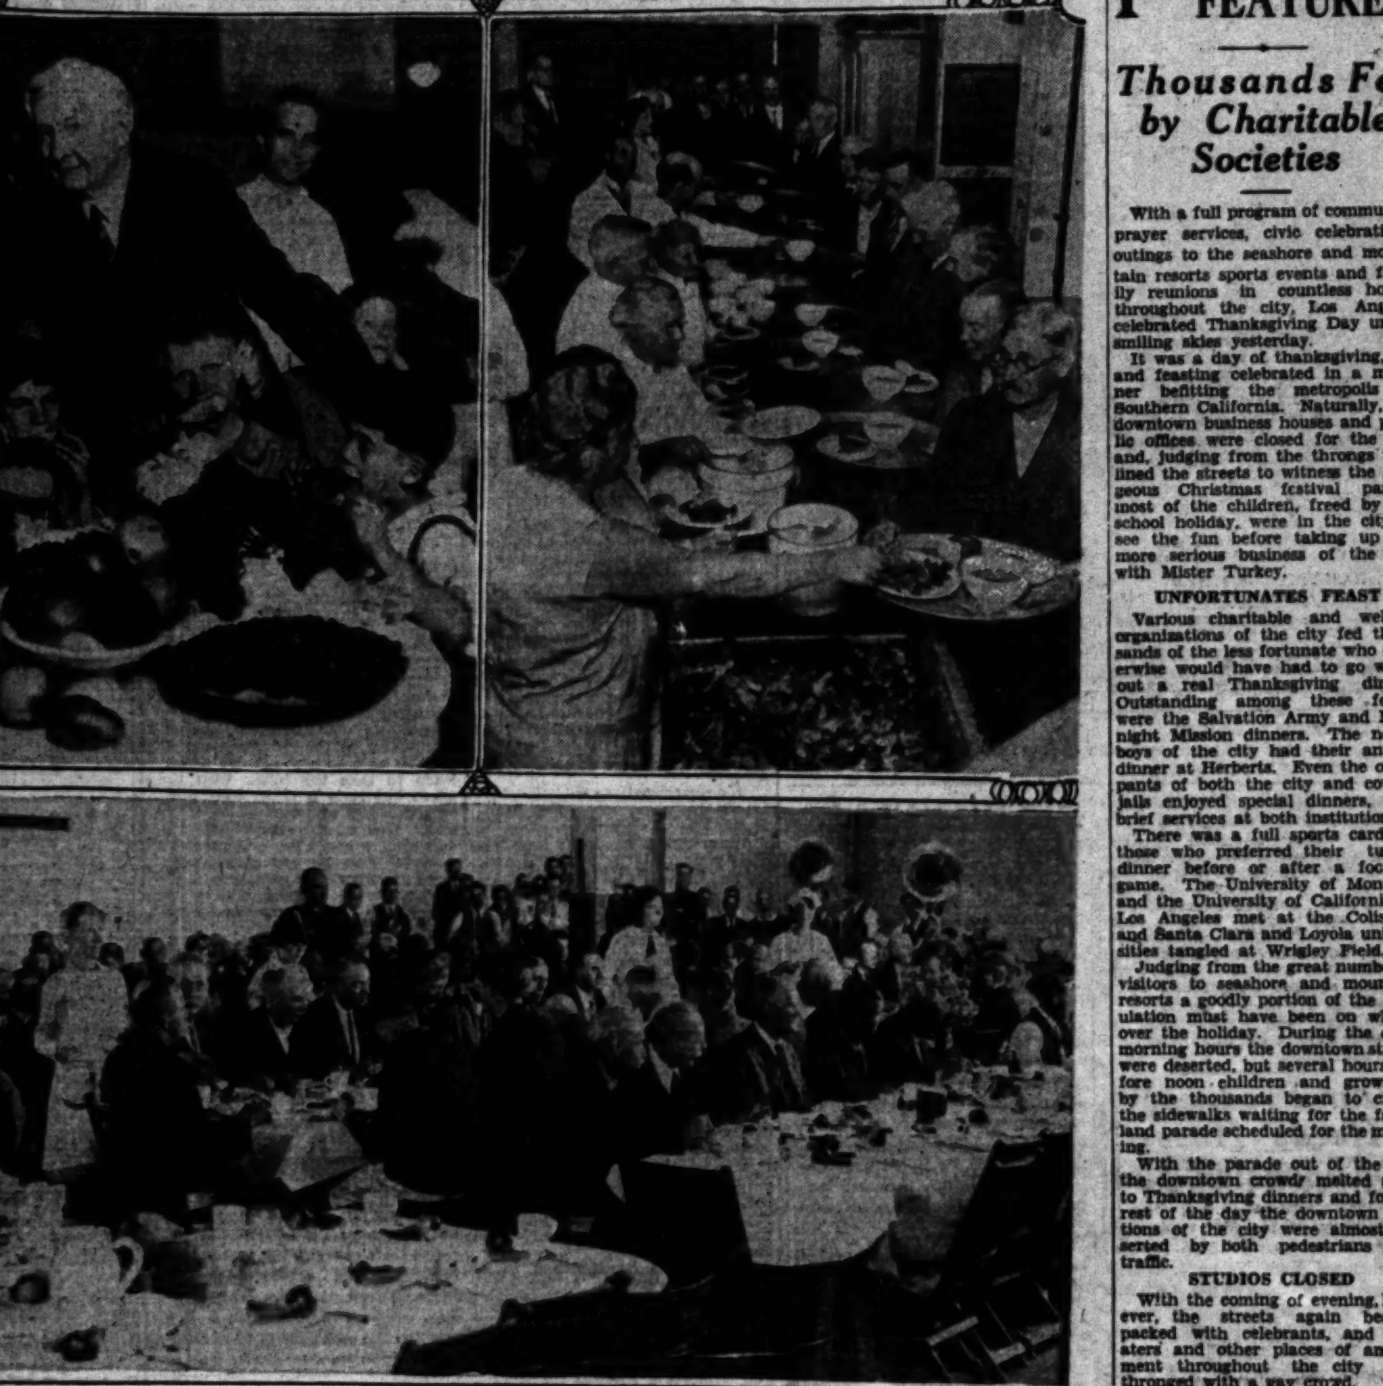 FEATURE
Thousands Fe
by Charitable
Societies
With a full program of commu
prayer services, civic celebrati
outings to the seashore and mo
tain resorts sports events and f
ily reunions in countless ho
throughout the city, Los Ang
celebrated Thanksgiving Day un
smiling skies yesterday.
It was a day of thanksgiving,
and feasting celebrated in a m
ner befitting the metropolis
Southern California. Naturally,
downtown business houses and p
lic offices were closed for the
and, judging from the throngs
lined the streets to witness the
geous Christmas festival pa
most of the children, freed by
school holiday, were in the city
see the fun before taking up
more serious business of the
with Mister Turkey.
UNFORTUNATES FEAST
Various charitable and wel
organizations of the city fed th
sands of the less fortunate who
erwise would have had to go w
out a real Thanksgiving din
Outstanding among these fe
were the Salvation Army and
night Mission dinners. The ne
boys of the city had their an
dinner at Herberts. Even the o
pants of both the city and co
jails enjoyed special dinners,
brief services at both institution
There was a full sports card
those who preferred their tu
dinner before or after a foo
game. The University of Mon
and the University of Californi
Los Angeles met at the Colis
and Santa Clara and Loyola uni
sities tangled at Wrigley Field.
Judging from the great numbe
visitors to seashore and moun
resorts a goodly portion of the
ulation must have been on w
over the holiday. During the
morning hours the downtown st
were deserted, but several hours
fore noon children and grow
by the thousands began to c
the sidewalks waiting for the f
land parade scheduled for the m
ing.
With the parade out of the
the downtown crowds melted
to Thanksgiving dinners and fo
rest of the day the downtown
tions of the city were almost
serted by both pedestrians
traffic.
STUDIOS CLOSED
With the coming of evening,
ever, the streets again be
packed with celebrants, and
aters and other places of am
ment throughout the city
thronged with a gay crowd.